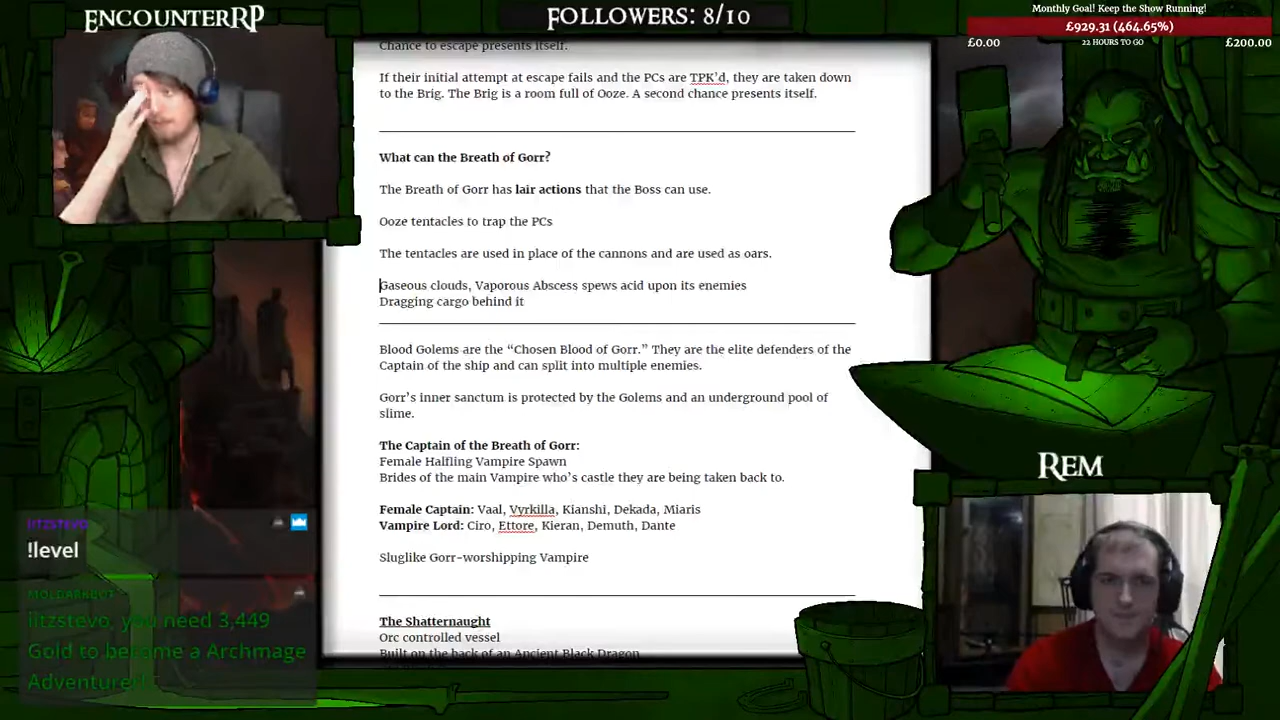 EncounterRP
Followers: 8/10
Monthly Goal! Keep the Show Running!
£929.31 (464.65%)
£0.00
22 HOURS TO GO
£200.00
Chance to escape presents itself.
If their initial attempt at escape fails and the PCs are TPK'd, they are taken down
to the Brig. The Brig is a room full of Ooze. A second chance presents itself.
What can the Breath of Gorr?
The Breath of Gorr has lair actions that the Boss can use.
Ooze tentacles to trap the PCs
The tentacles are used in place of the cannons and are used as oars.
Gaseous clouds, Vaporous Abscess spews acid upon its enemies
Dragging cargo behind it
Blood Golems are the “Chosen Blood of Gorr.” They are the elite defenders of the
Captain of the ship and can split into multiple enemies.
Gorr's inner sanctum is protected by the Golems and an underground pool of
slime.
The Captain of the Breath of Gorr:
Female Halfling Vampire Spawn
Brides of the main Vampire who's castle they are being taken back to.
Female Captain: Vaal, Vyrkilla, Kianshi, Dekada, Miaris
Vampire Lord: Ciro, Ettore, Kieran, Demuth, Dante
Sluglike Gorr-worshipping Vampire
The Shatternaught
Orc controlled vessel
Built on the back of an Ancient Black Dragon
Rem
iitzstevo
!level
MOLDARRBOT
iitzstevo, you need 3,449
Gold to become a Archmage
Adventurer!